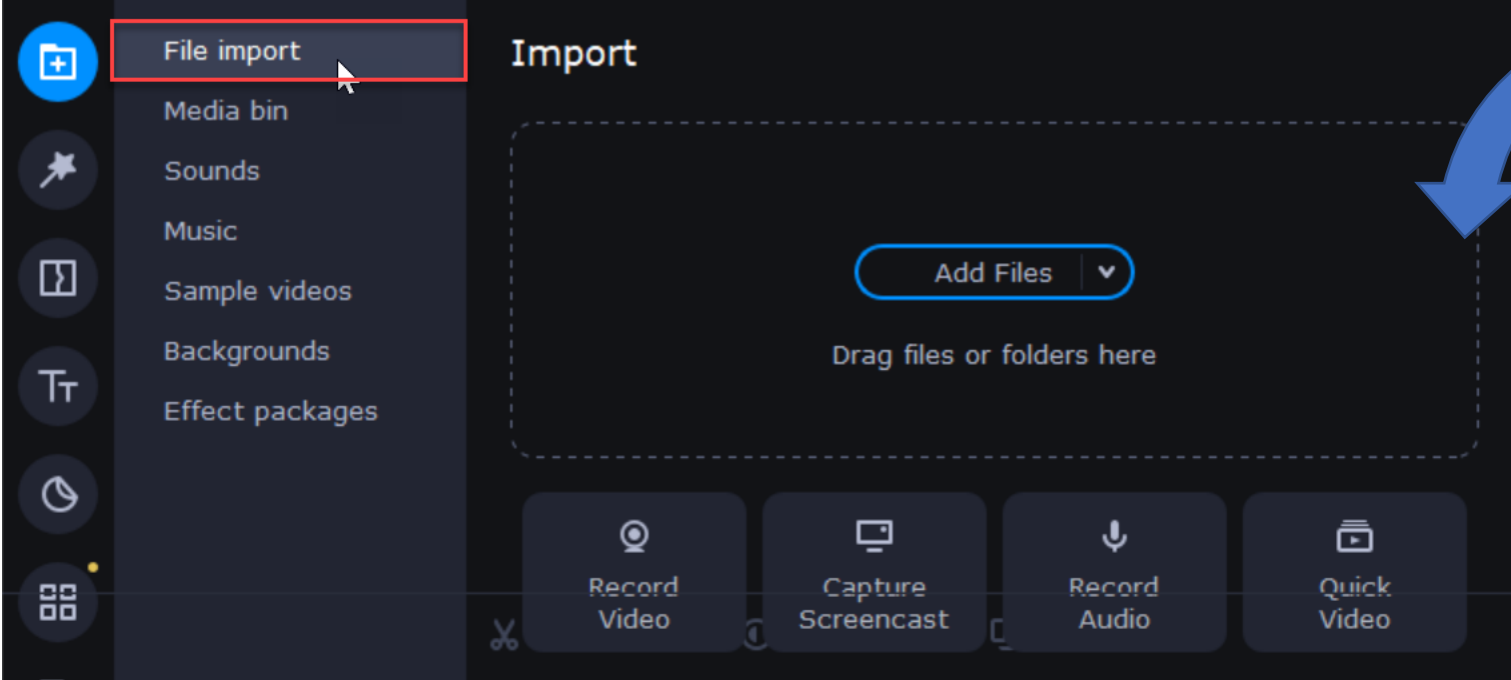 File import
Media bin
Sounds
Music
Sample videos
Backgrounds
Effect packages
Import
Add Files
Drag files or folders here
Record
Video
Capture
Screencast
Record
Audio
Quick
Video